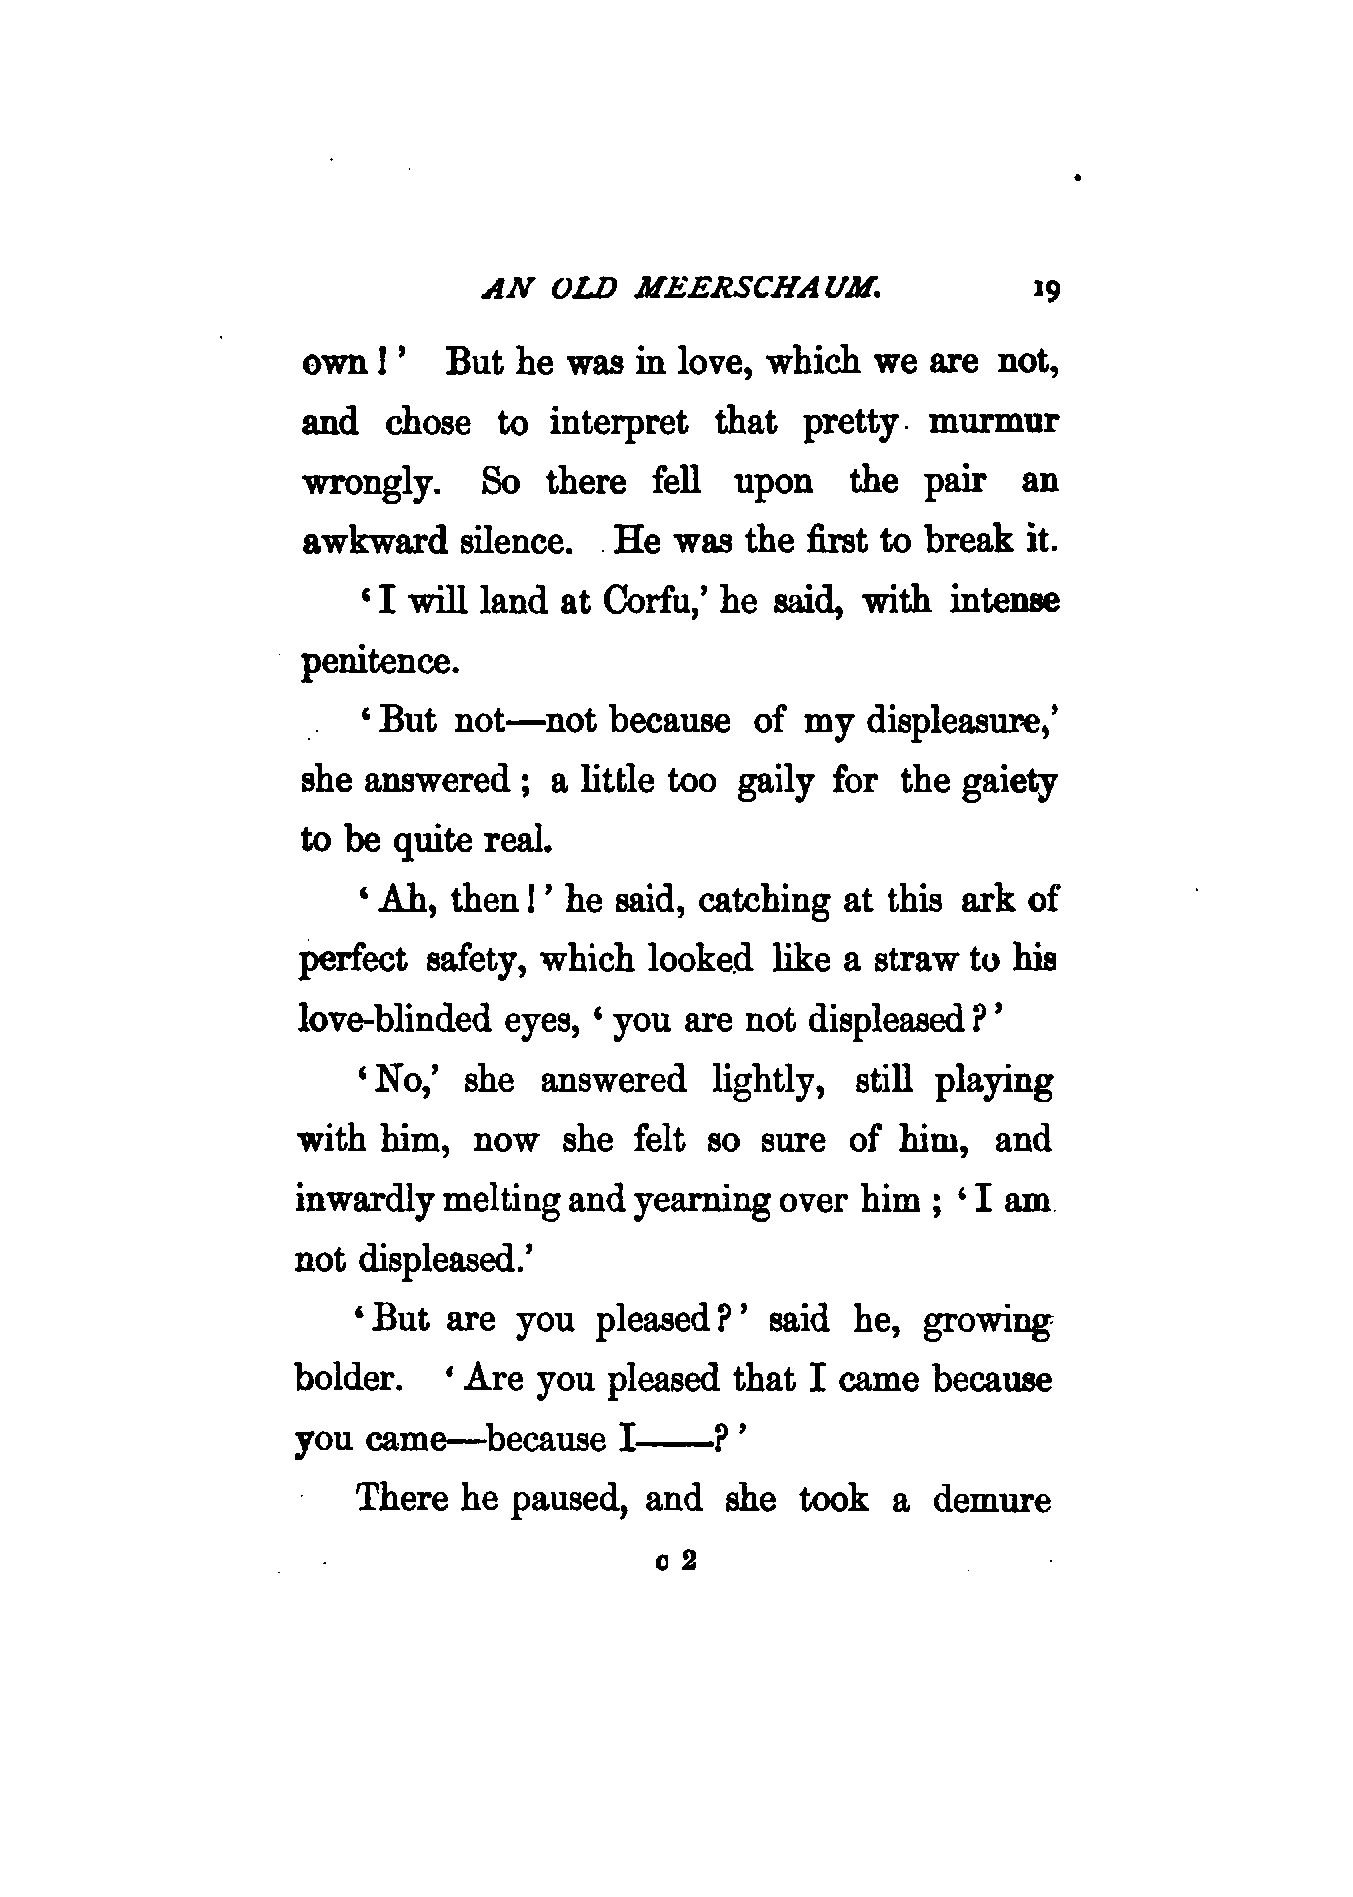 AN OLD MEERSCHAUM. 19
own!' But he was in love, which we are not,
and chose to interpret that pretty murmur
wrongly. So there fell upon the pair an
awkward silence. He was the first to break it.
'I will land at Corfu,' he said, with intense
penitence.
'But not—not because of my displeasure,'
she answered; a little too gaily for the gaiety
to be quite real.
'Ah, then!' he said, catching at this ark of
perfect safety, which looked like a straw to his
love-blinded eyes, 'you are not displeased?'
'No,' she answered lightly, still playing
with him, now she felt so sure of him, and
inwardly melting and yearning over him; 'I am
not displeased.'
'But are you pleased?' said he, growing
bolder. 'Are you pleased that I came because
you came—because I——?'
There he paused, and she took a demure
C 2